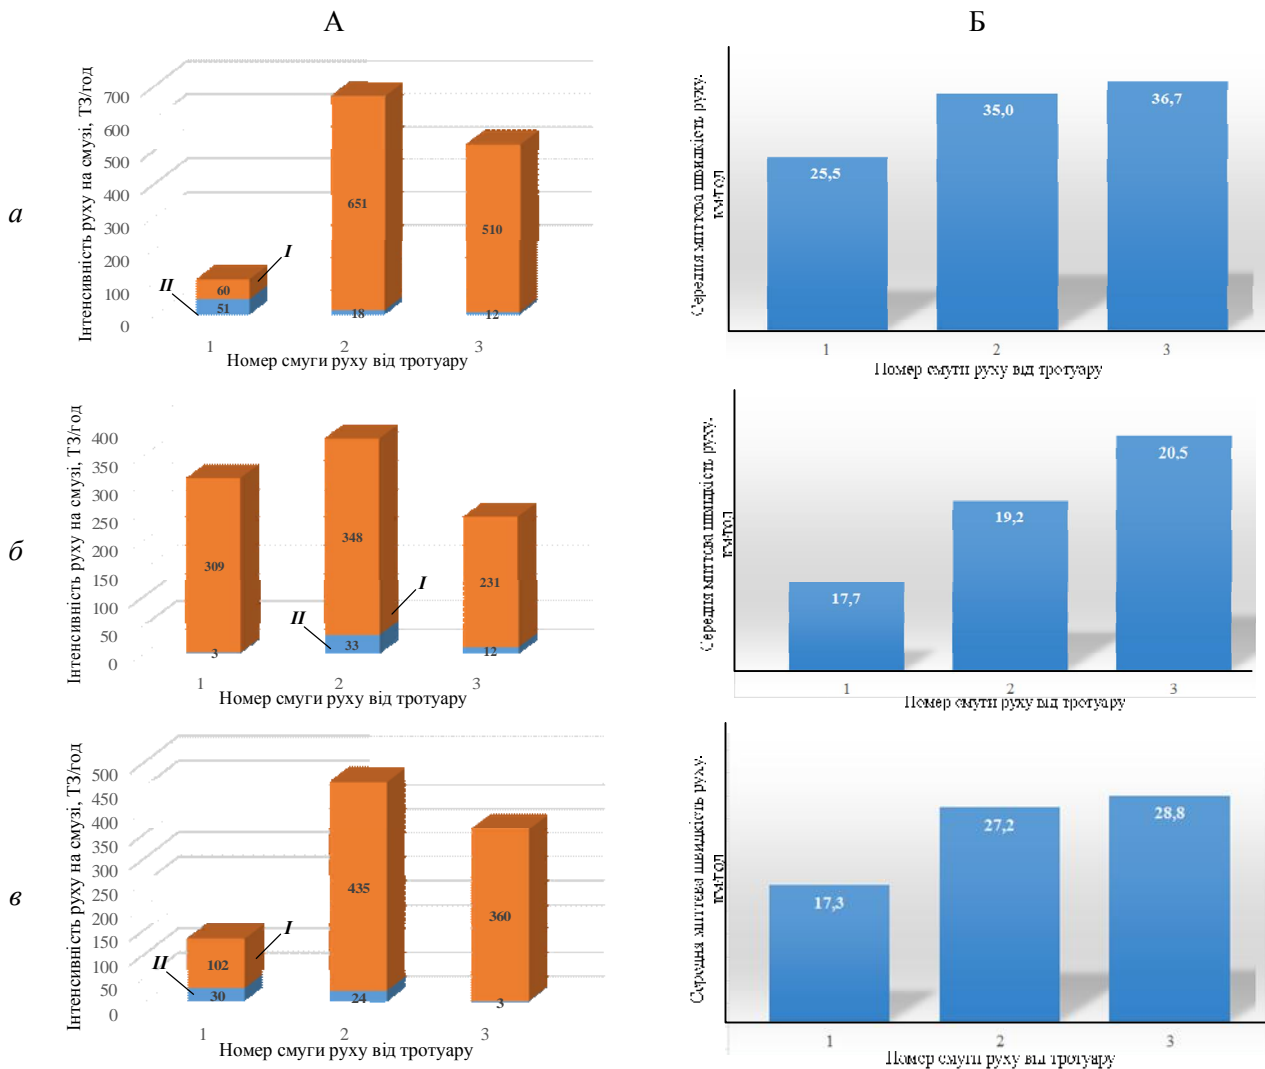 А
Б
а
Інтенсивність руху на смузі, ТЗ/год
700
600
500
400
300
200
100
0
60
51
651
18
510
12
I
II
1
2
3
Номер смуги руху від тротуару
Середня миттєва швидкість руху,
км/год
25,5
35,0
36,7
1
2
3
Номер смуги руху від тротуару
б
Інтенсивність руху на смузі, ТЗ/год
400
350
300
250
200
150
100
50
0
309
3
348
33
231
12
I
II
1
2
3
Номер смуги руху від тротуару
Середня миттєва швидкість руху,
км/год
17,7
19,2
20,5
1
2
3
Номер смуги руху від тротуару
в
Інтенсивність руху на смузі, ТЗ/год
500
450
400
350
300
250
200
150
100
50
0
102
30
435
24
360
3
I
II
1
2
3
Номер смуги руху від тротуару
Середня миттєва швидкість руху,
км/год
17,3
27,2
28,8
1
2
3
Номер смуги руху від тротуару